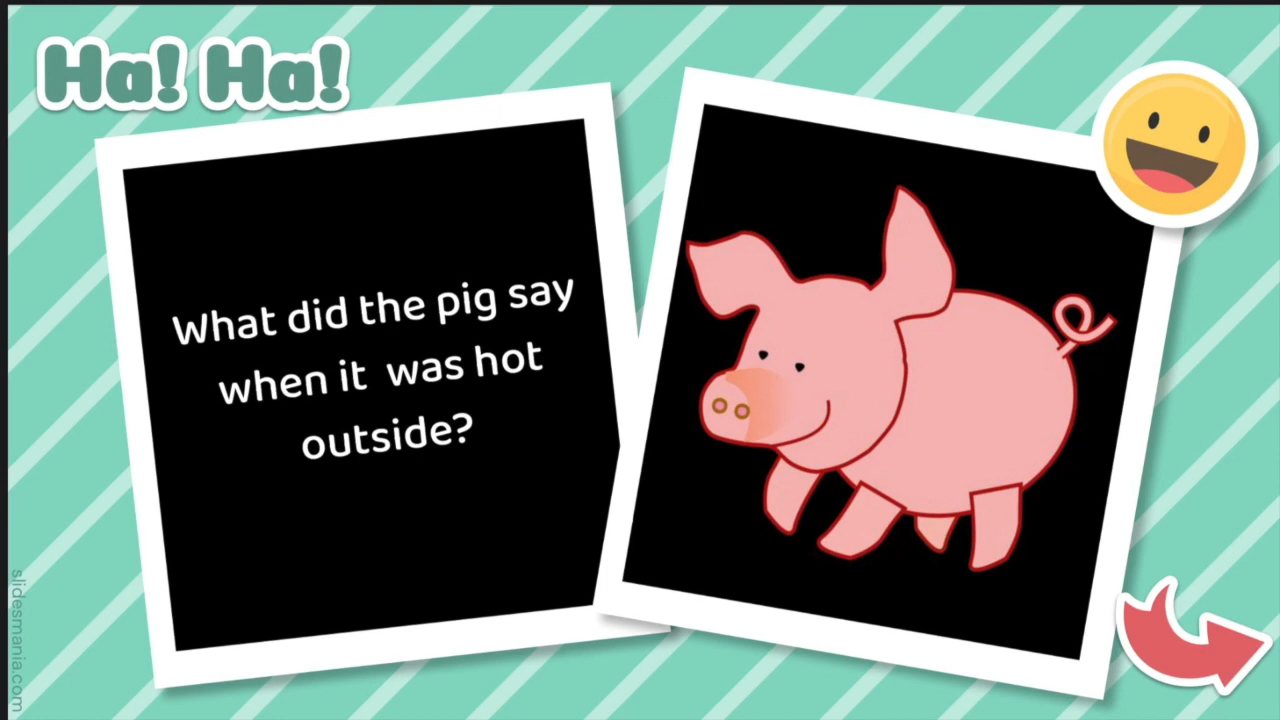 Ha! Ha!
What did the pig say
when it  was hot
outside?
slidesmania.com